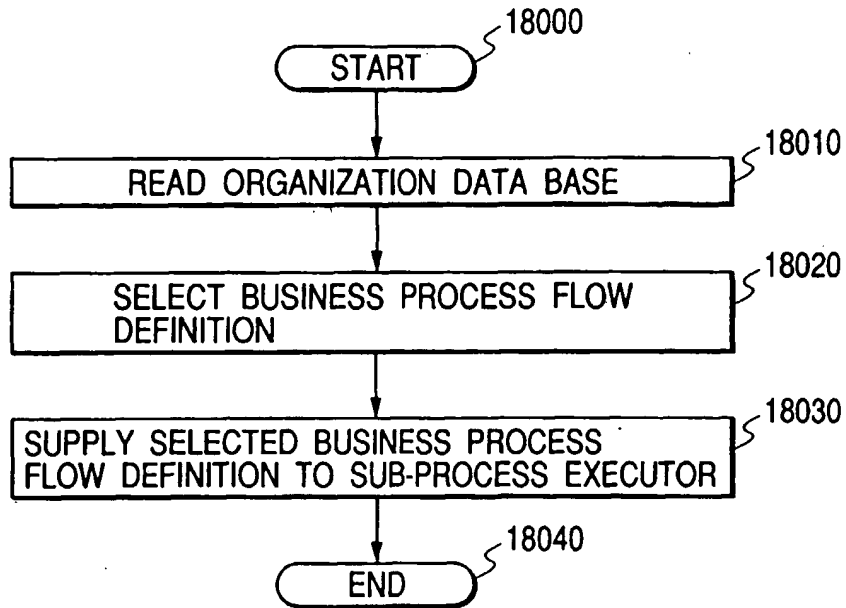 18000
START
18010
READ ORGANIZATION DATA BASE
18020
SELECT BUSINESS PROCESS FLOW
DEFINITION
18030
SUPPLY SELECTED BUSINESS PROCESS
FLOW DEFINITION TO SUB-PROCESS EXECUTOR
18040
END